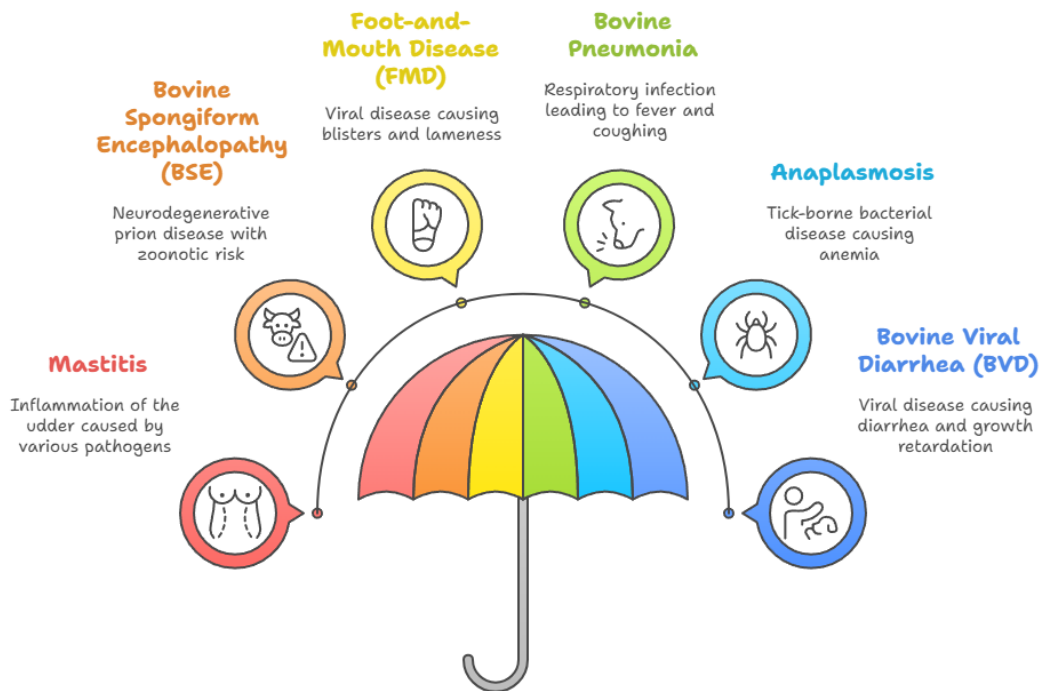 Foot-and-
Mouth Disease
(FMD)
Viral disease causing
blisters and lameness
Bovine
Pneumonia
Respiratory infection
leading to fever and
coughing
Bovine
Spongiform
Encephalopathy
(BSE)
Neurodegenerative
prion disease with
zoonotic risk
Anaplasmosis
Tick-borne bacterial
disease causing
anemia
Mastitis
Inflammation of the
udder caused by
various pathogens
Bovine Viral
Diarrhea (BVD)
Viral disease causing
diarrhea and growth
retardation